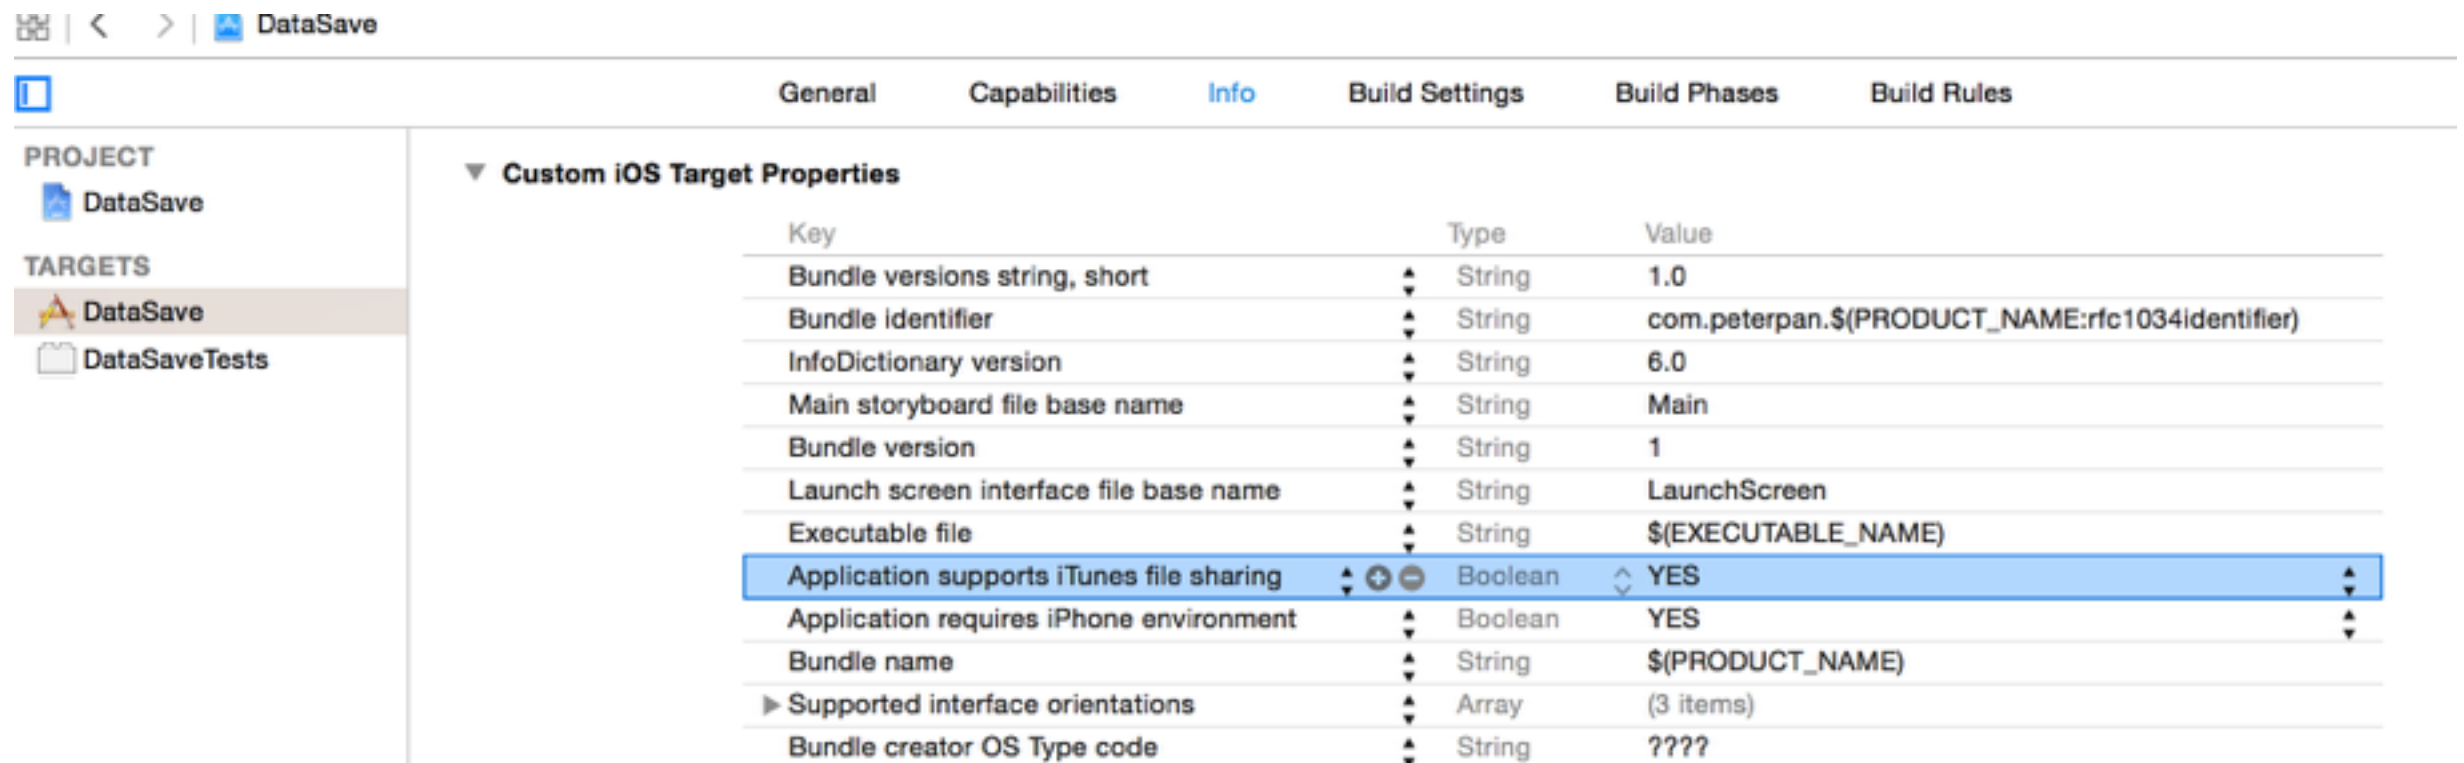 DataSave
General Capabilities Info Build Settings Build Phases Build Rules
PROJECT
DataSave
TARGETS
DataSave
DataSaveTests
Custom iOS Target Properties
Key Type Value
Bundle versions string, short String 1.0
Bundle identifier String com.peterpan.$(PRODUCT_NAME:rfc1034identifier)
InfoDictionary version String 6.0
Main storyboard file base name String Main
Bundle version String 1
Launch screen interface file base name String LaunchScreen
Executable file String $(EXECUTABLE_NAME)
Application supports iTunes file sharing Boolean YES
Application requires iPhone environment Boolean YES
Bundle name String $(PRODUCT_NAME)
Supported interface orientations Array (3 items)
Bundle creator OS Type code String ????